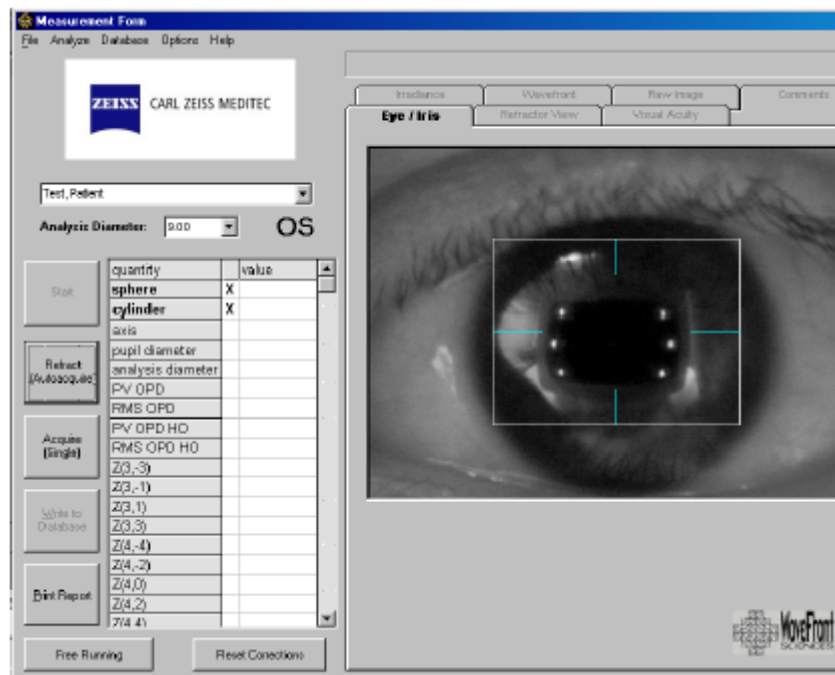 Measurement Form
File Analyze Database Options Help
ZEISS CARL ZEISS MEDITEC
Irradiance Wavefront Raw Image Comments
Eye / Iris Refractor View Visual Acuity
Test, Patient
Analysis Diameter: 9.00 OS
Start
quantity value
sphere X
cylinder X
axis
pupil diameter
analysis diameter
PV OPD
RMS OPD
PV OPD HO
RMS OPD HO
Z(3,-3)
Z(3,-1)
Z(3,1)
Z(3,3)
Z(4,-4)
Z(4,-2)
Z(4,0)
Z(4,2)
Z(4,4)
Refract
(Autoacquire)
Acquire
(Single)
Write to
Database
Print Report
Free Running Reset Corrections
WaveFront
SCIENCES